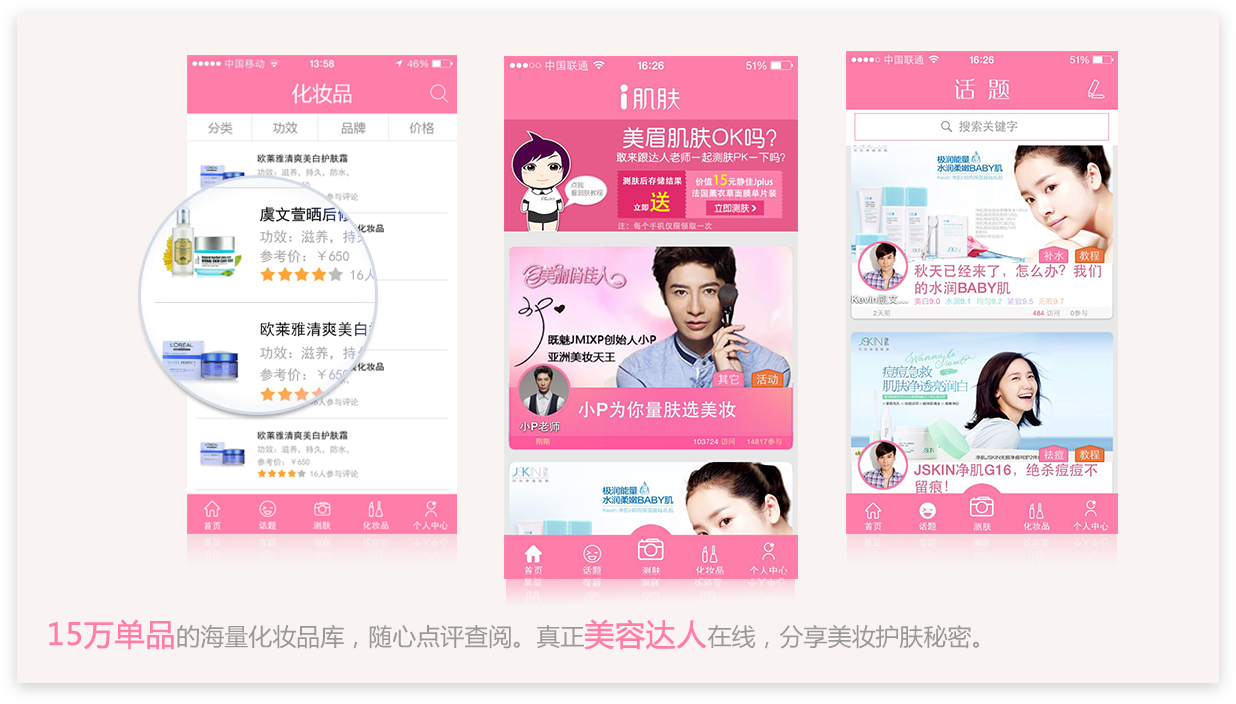 中国移动 13:58 46%
化妆品
分类 功效 品牌 价格
欧莱雅清爽美白护肤霜
功效：滋养，持久，防水，
参与评论
虞文萱晒后修
化妆品
功效：滋养，持
参考价：￥650
16人
欧莱雅清爽美白
L'ORÉAL
功效：滋养，持
参考价：￥650
16人参与评论
欧莱雅清爽美白护肤霜
功效：滋养，持久，防水，
参考价：￥650
16人参与评论
首页 话题 测肤 化妆品 个人中心
中国联通 16:26 51%
i肌肤
美眉肌肤OK吗?
敢来跟达人老师一起测肤PK一下吗?
点我
看测肤教程
测肤后存储结果
立即送
价值15元静佳Jplus
法国薰衣草面膜单片装
立即测肤
注：每个手机仅限领取一次
美丽俏佳人
既魅JMIXP创始人小P
亚洲美妆天王
其它 活动
小P老师
小P为你量肤选美妆
刚刚 103724 访问 14817参与
JSKIN
极润能量
水润柔嫩BABY肌
首页 话题 测肤 化妆品 个人中心
中国联通 16:26 51%
话题
搜索关键字
极润能量
水润柔嫩BABY肌
补水 教程
秋天已经来了，怎么办？我们
的水润BABY肌
Kevin凯文...
美白9.0 水润9.1 均匀9.2 紧致9.5 无暇9.7
2天前 484 访问 0参与
JSKIN
痘痘急救
肌肤净透亮润白
祛痘 教程
JSKIN净肌G16，绝杀痘痘不
留痕！
首页 话题 测肤 化妆品 个人中心
15万单品的海量化妆品库，随心点评查阅。真正美容达人在线，分享美妆护肤秘密。